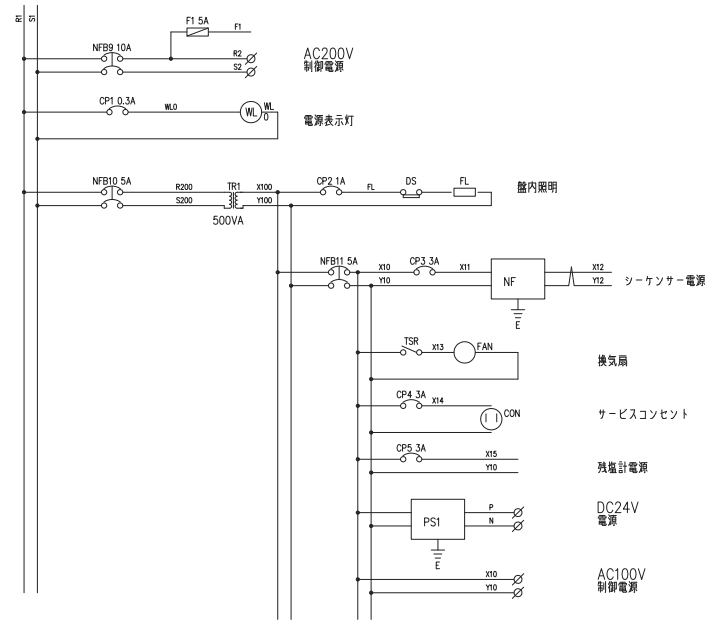 R1
S1
F1 5A
F1
NFB9 10A
R2
S2
AC200V
制御電源
CP1 0.3A
WL0
WL
WL
0
電源表示灯
NFB10 5A
R200
S200
TR1
500VA
X100
Y100
CP2 1A
FL
DS
FL
盤内照明
NFB11 5A
X10
Y10
CP3 3A
X11
NF
E
X12
Y12
シーケンサー電源
TSR
X13
FAN
換気扇
CP4 3A
X14
CON
サービスコンセント
CP5 3A
X15
Y10
残塩計電源
PS1
E
P
N
DC24V
電源
X10
Y10
AC100V
制御電源